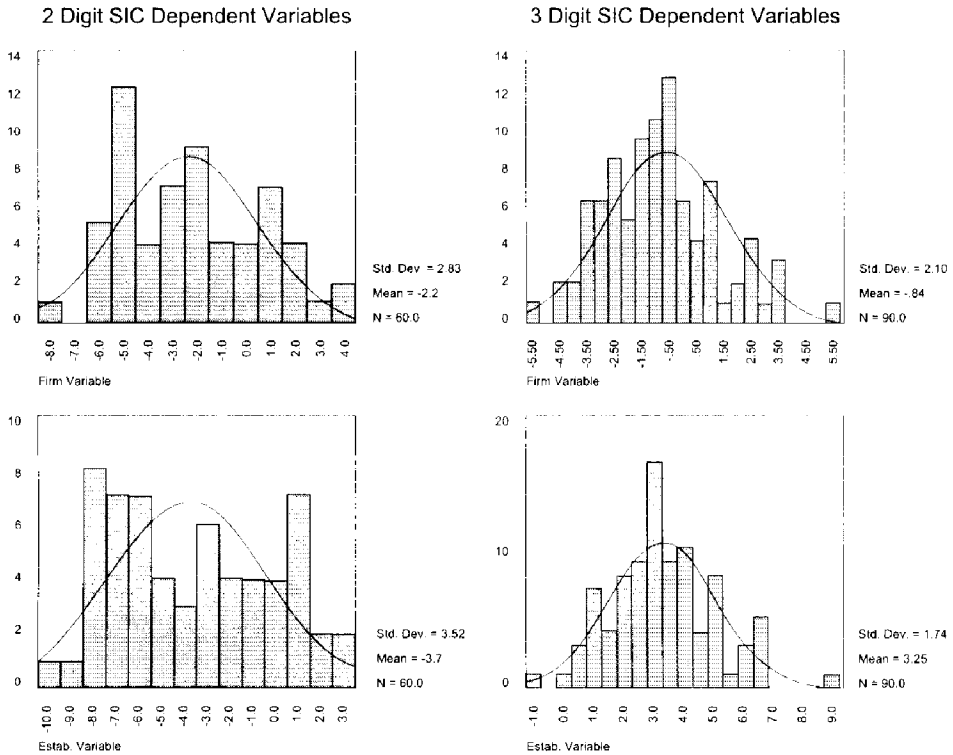 2 Digit SIC Dependent Variables
3 Digit SIC Dependent Variables
14
12
10
8
6
4
2
0
-8.0 -7.0 -6.0 -5.0 -4.0 -3.0 -2.0 -1.0 0.0 1.0 2.0 3.0 4.0
Firm Variable
Std. Dev. = 2.83
Mean = -2.2
N = 60.0
14
12
10
8
6
4
2
0
-5.50 -4.50 -3.50 -2.50 -1.50 -.50 .50 1.50 2.50 3.50 4.50 5.50
Firm Variable
Std. Dev. = 2.10
Mean = -.84
N = 90.0
10
8
6
4
2
0
-10.0 -9.0 -8.0 -7.0 -6.0 -5.0 -4.0 -3.0 -2.0 -1.0 0.0 1.0 2.0 3.0
Estab. Variable
Std. Dev. = 3.52
Mean = -3.7
N = 60.0
20
10
0
-1.0 0.0 1.0 2.0 3.0 4.0 5.0 6.0 7.0 8.0 9.0
Estab. Variable
Std. Dev. = 1.74
Mean = 3.25
N = 90.0